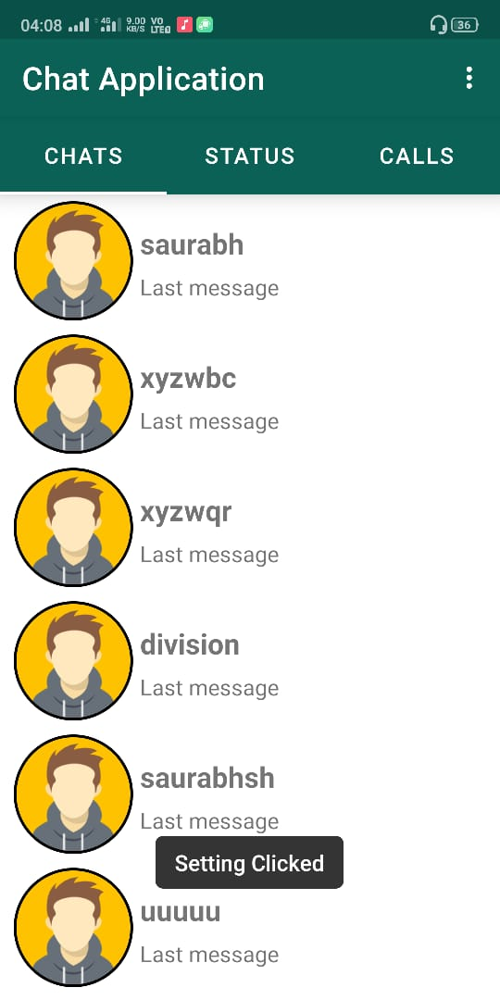 04:08 4G 9.00 KB/S VO LTE 36
Chat Application
CHATS STATUS CALLS
saurabh
Last message
xyzwbc
Last message
xyzwqr
Last message
division
Last message
saurabhsh
Last message
Setting Clicked
uuuuu
Last message